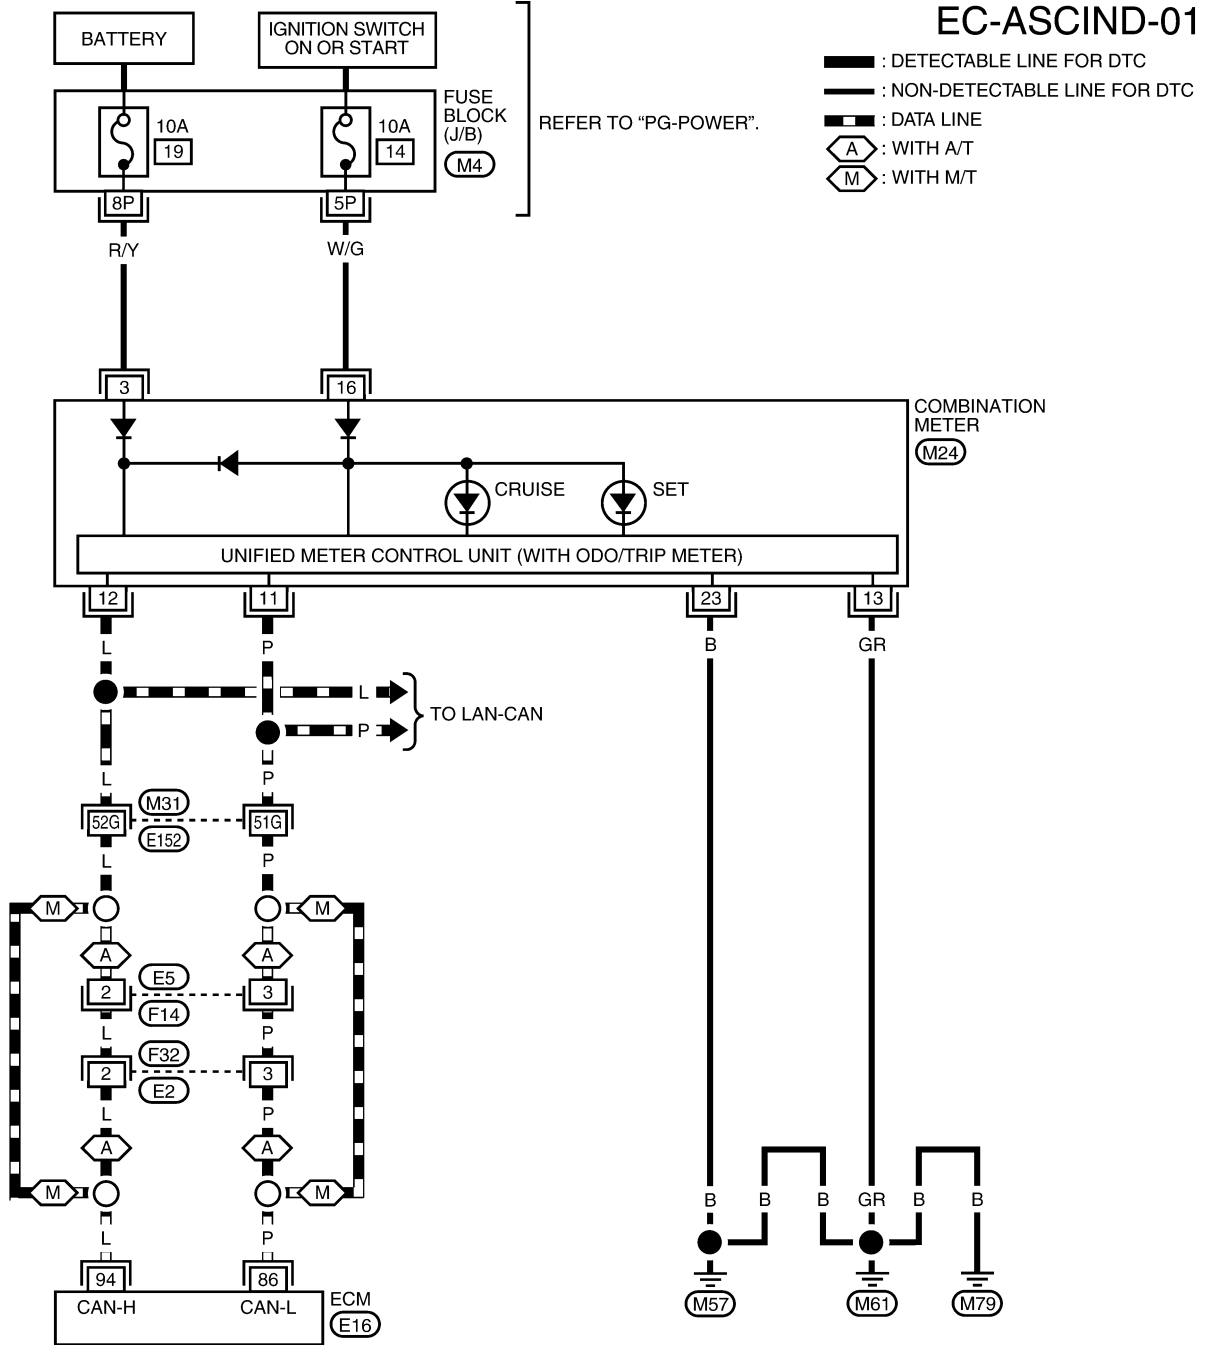 EC-ASCIND-01
BATTERY
IGNITION SWITCH
ON OR START
: DETECTABLE LINE FOR DTC
: NON-DETECTABLE LINE FOR DTC
: DATA LINE
A : WITH A/T
M : WITH M/T
10A
19
10A
14
FUSE
BLOCK
(J/B)
M4
REFER TO “PG-POWER”.
8P
5P
R/Y
W/G
3
16
COMBINATION
METER
M24
CRUISE
SET
UNIFIED METER CONTROL UNIT (WITH ODO/TRIP METER)
12
11
23
13
L
P
B
GR
L
P
TO LAN-CAN
L
P
52G
M31
E152
51G
L
P
M
M
A
A
2
E5
F14
3
L
P
2
F32
E2
3
L
P
A
A
M
M
B
B
B
GR
B
B
L
P
94
86
CAN-H
CAN-L
ECM
E16
M57
M61
M79